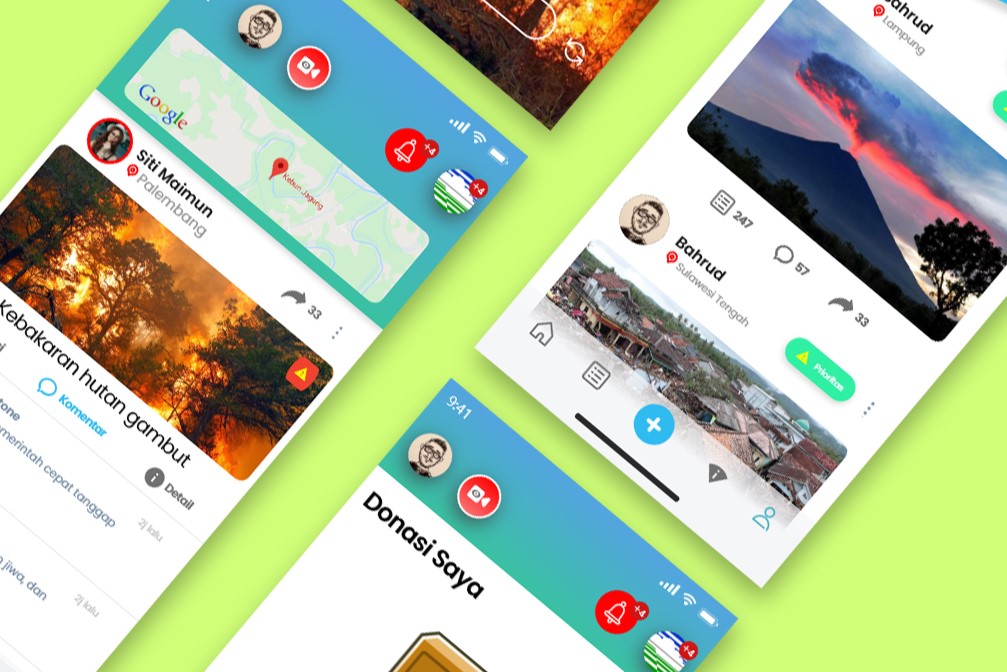 Google
Kebun Jagung
+4
+4
Siti Maimun
Palembang
33
Kebakaran hutan gambut
Komentar
Detail
tone
emerintah cepat tanggap
2j lalu
jiwa, dan
2j lalu
9:41
+4
+4
Donasi Saya
Bahrud
Lampung
247
57
33
Bahrud
Sulawesi Tengah
Prioritas